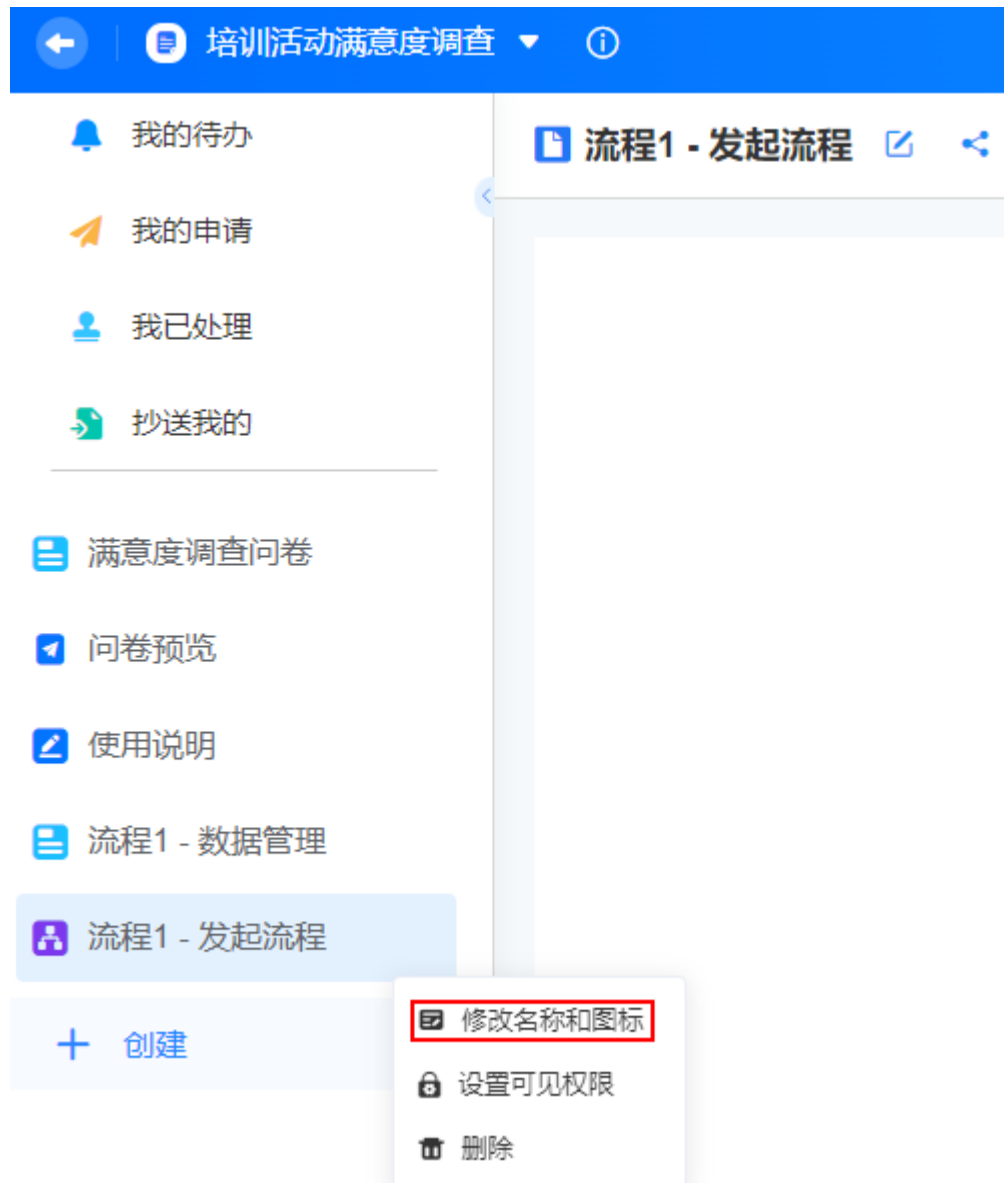 培训活动满意度调查
我的待办
流程1 - 发起流程
我的申请
我已处理
抄送我的
满意度调查问卷
问卷预览
使用说明
流程1 - 数据管理
流程1 - 发起流程
创建
修改名称和图标
设置可见权限
删除